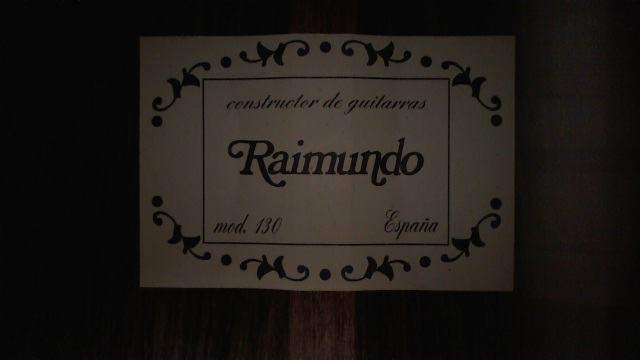 constructor de guitarras
Raimundo
mod. 130 España